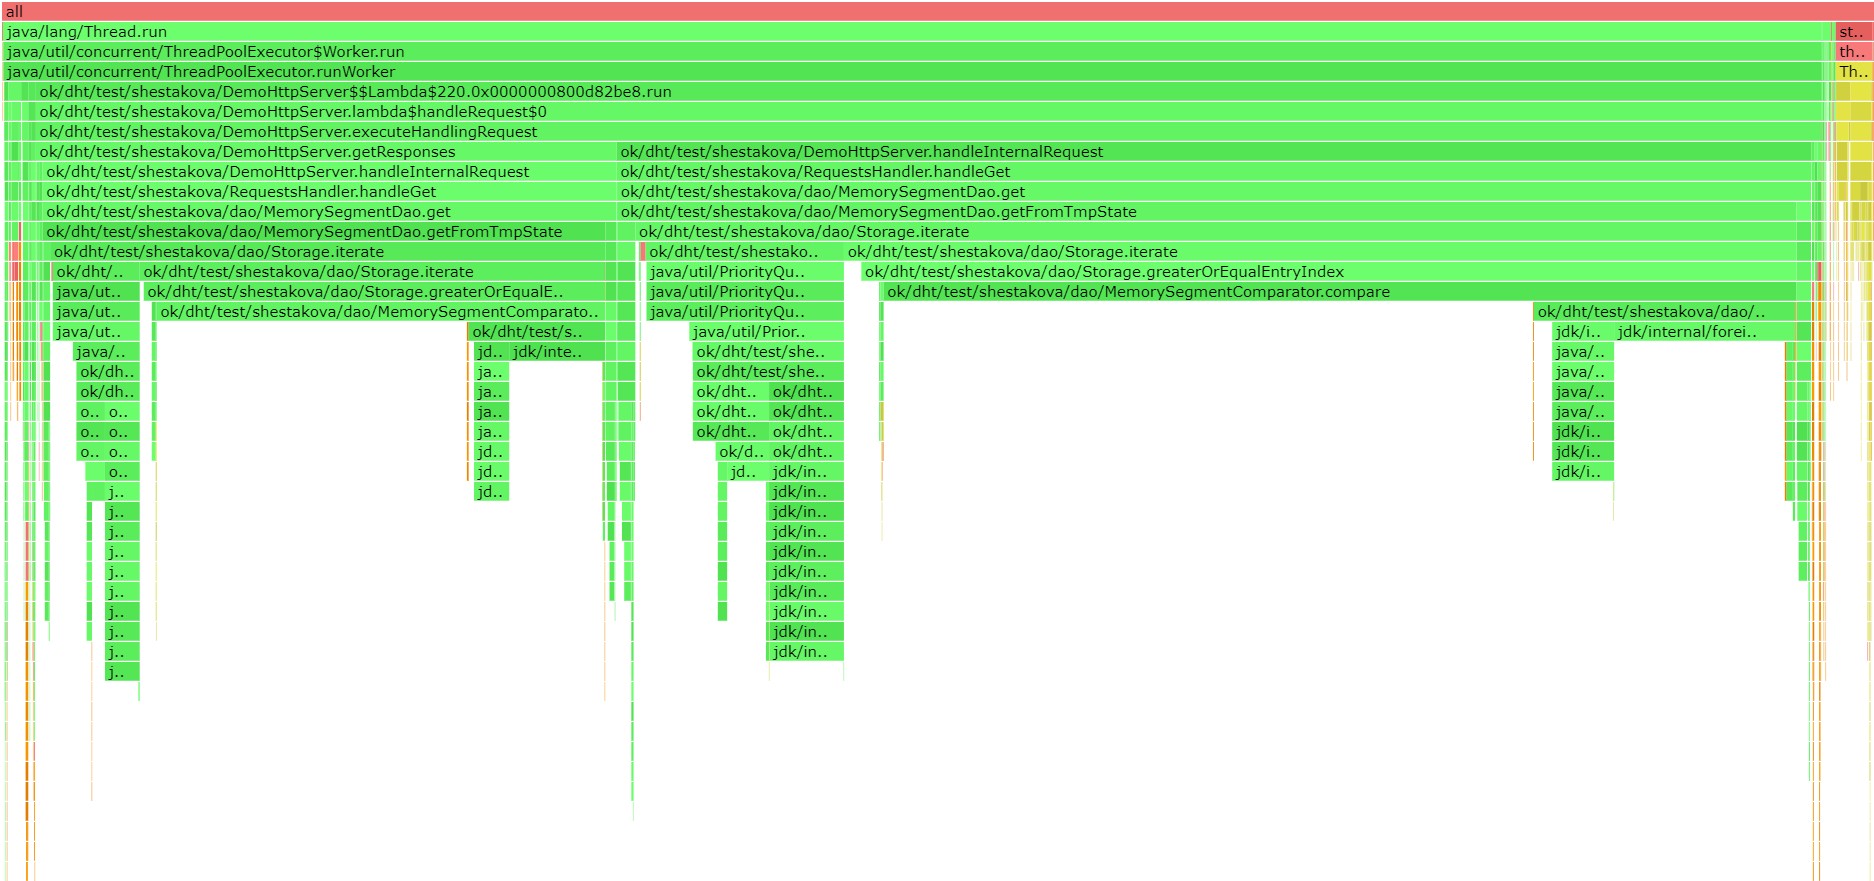 all
java/lang/Thread.run st..
java/util/concurrent/ThreadPoolExecutor$Worker.run th..
java/util/concurrent/ThreadPoolExecutor.runWorker Th..
ok/dht/test/shestakova/DemoHttpServer$$Lambda$220.0x0000000800d82be8.run
ok/dht/test/shestakova/DemoHttpServer.lambda$handleRequest$0
ok/dht/test/shestakova/DemoHttpServer.executeHandlingRequest
ok/dht/test/shestakova/DemoHttpServer.getResponses ok/dht/test/shestakova/DemoHttpServer.handleInternalRequest
ok/dht/test/shestakova/DemoHttpServer.handleInternalRequest ok/dht/test/shestakova/RequestsHandler.handleGet
ok/dht/test/shestakova/RequestsHandler.handleGet ok/dht/test/shestakova/dao/MemorySegmentDao.get
ok/dht/test/shestakova/dao/MemorySegmentDao.get ok/dht/test/shestakova/dao/MemorySegmentDao.getFromTmpState
ok/dht/test/shestakova/dao/MemorySegmentDao.getFromTmpState ok/dht/test/shestakova/dao/Storage.iterate
ok/dht/test/shestakova/dao/Storage.iterate ok/dht/test/shestako.. ok/dht/test/shestakova/dao/Storage.iterate
ok/dht/.. ok/dht/test/shestakova/dao/Storage.iterate java/util/PriorityQu.. ok/dht/test/shestakova/dao/Storage.greaterOrEqualEntryIndex
java/ut.. ok/dht/test/shestakova/dao/Storage.greaterOrEqualE.. java/util/PriorityQu.. ok/dht/test/shestakova/dao/MemorySegmentComparator.compare
java/ut.. ok/dht/test/shestakova/dao/MemorySegmentComparato.. java/util/PriorityQu.. ok/dht/test/shestakova/dao/..
java/ut.. ok/dht/test/s.. java/util/Prior.. jdk/i.. jdk/internal/forei..
java/.. jd.. jdk/inte.. ok/dht/test/she.. java/..
ok/dh.. ja.. ok/dht/test/she.. java/..
ok/dh.. ja.. ok/dht.. ok/dht.. java/..
o.. o.. ja.. ok/dht.. ok/dht.. java/..
o.. o.. ja.. ok/dht.. ok/dht.. jdk/i..
o.. o.. jd.. ok/d.. ok/dht.. jdk/i..
o.. jd.. jd.. jdk/in.. jdk/i..
j.. jd.. jdk/in..
j.. jdk/in..
j.. jdk/in..
j.. jdk/in..
j.. jdk/in..
j.. jdk/in..
j.. jdk/in..
j.. jdk/in..
j.. jdk/in..
j..